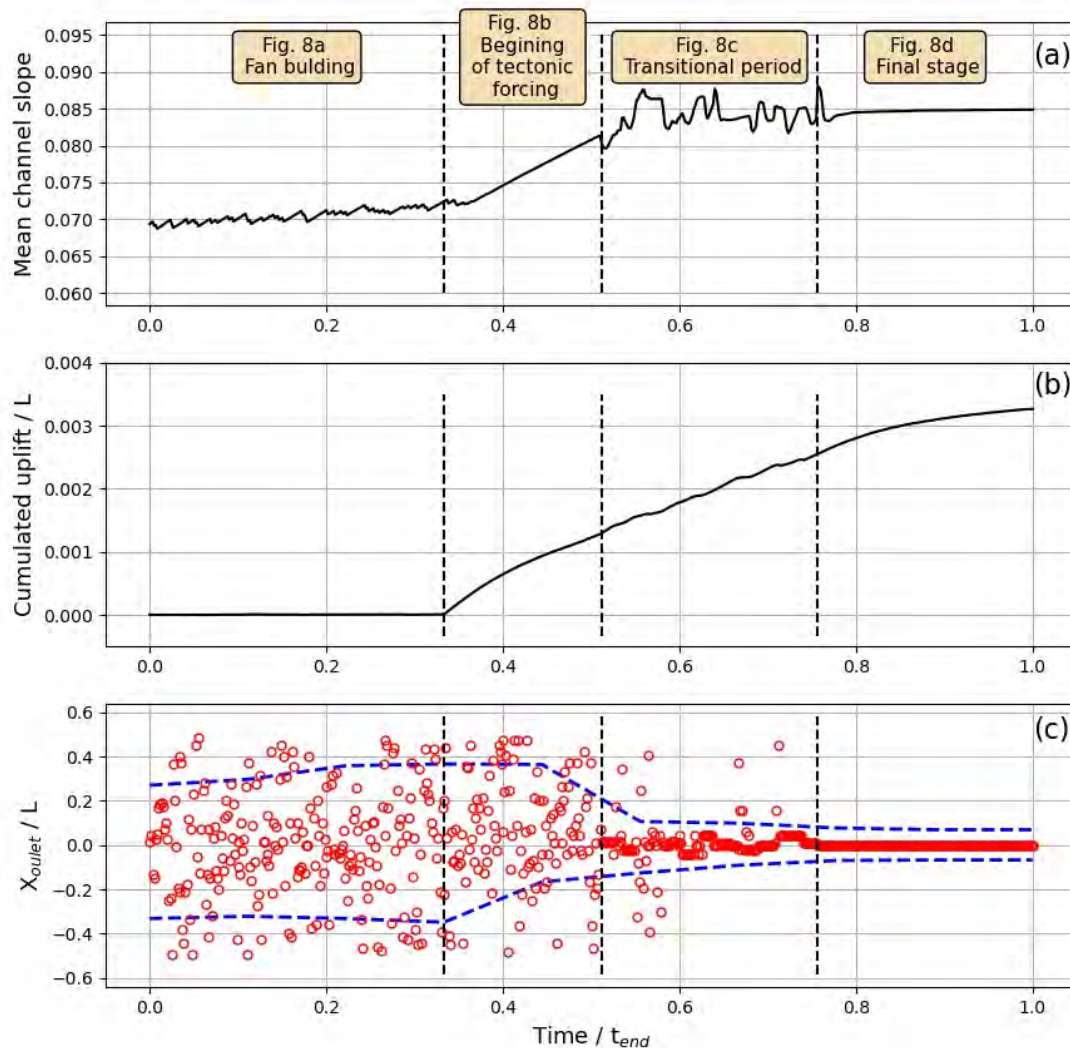 Fig. 8a
Fan bulding
Fig. 8b
Begining
of tectonic
forcing
Fig. 8c
Transitional period
Fig. 8d
Final stage
(a)
0.095
0.090
0.085
0.080
0.075
0.070
0.065
0.060
Mean channel slope
0.0 0.2 0.4 0.6 0.8 1.0
(b)
0.004
0.003
0.002
0.001
0.000
Cumulated uplift / L
0.0 0.2 0.4 0.6 0.8 1.0
(c)
0.6
0.4
0.2
0.0
−0.2
−0.4
−0.6
X_oulet / L
0.0 0.2 0.4 0.6 0.8 1.0
Time / t_end